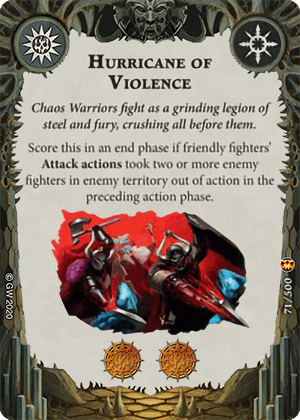 Hurricane of
Violence
Chaos Warriors fight as a grinding legion of
steel and fury, crushing all before them.
Score this in an end phase if friendly fighters'
Attack actions took two or more enemy
fighters in enemy territory out of action in the
preceding action phase.
© GW 2020
71/500